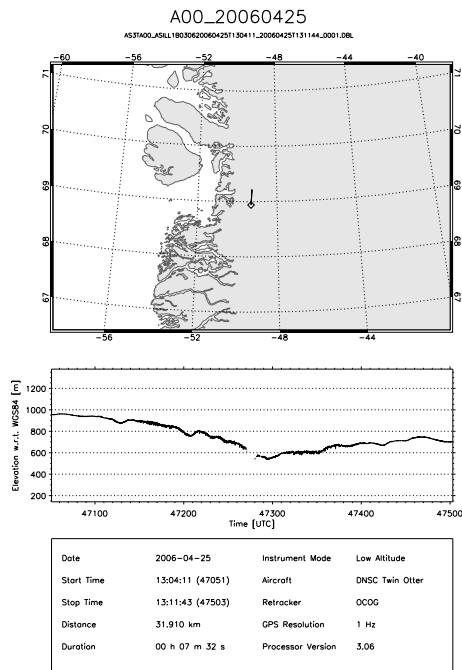 A00_20060425
AS3TA00_ASILL1B030620060425T130411_20060425T131144_0001.DBL
-60 -56 -54 -52 -50 -48 -46 -44 -40
71 71
70 70
69 69
68 68
67 67
-56 -52 -48 -44
Elevation w.r.t. WGS84 [m]
1200
1000
800
600
400
200
47100 47200 47300 47400 47500
Time [UTC]
Date 2006-04-25 Instrument Mode Low Altitude
Start Time 13:04:11 (47051) Aircraft DNSC Twin Otter
Stop Time 13:11:43 (47503) Retracker OCOG
Distance 31.910 km GPS Resolution 1 Hz
Duration 00 h 07 m 32 s Processor Version 3.06